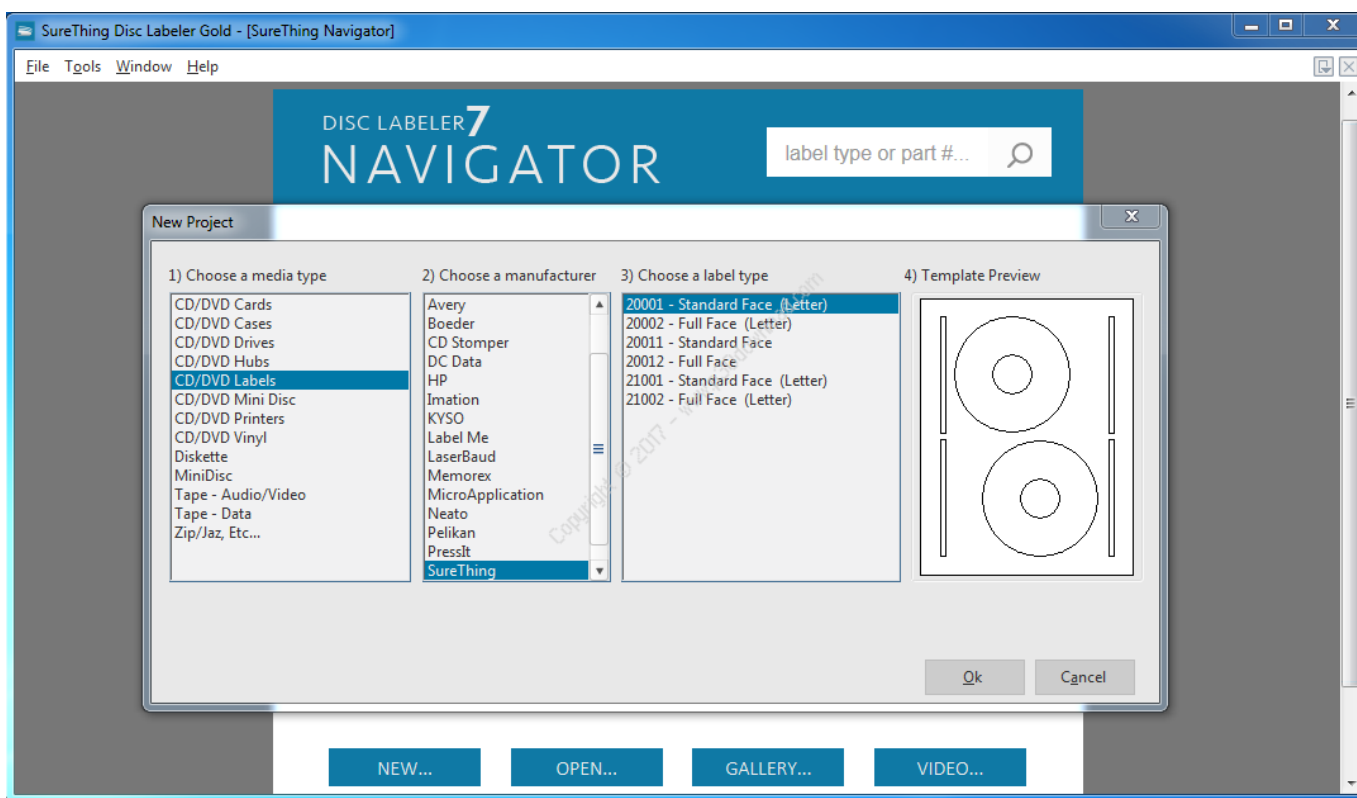 SureThing Disc Labeler Gold - [SureThing Navigator]
File Tools Window Help
DISC LABELER 7
NAVIGATOR
label type or part #...
New Project
1) Choose a media type
CD/DVD Cards
CD/DVD Cases
CD/DVD Drives
CD/DVD Hubs
CD/DVD Labels
CD/DVD Mini Disc
CD/DVD Printers
CD/DVD Vinyl
Diskette
MiniDisc
Tape - Audio/Video
Tape - Data
Zip/Jaz, Etc...
2) Choose a manufacturer
Avery
Boeder
CD Stomper
DC Data
HP
Imation
KYSO
Label Me
LaserBaud
Memorex
MicroApplication
Neato
Pelikan
PressIt
SureThing
3) Choose a label type
20001 - Standard Face (Letter)
20002 - Full Face (Letter)
20011 - Standard Face
20012 - Full Face
21001 - Standard Face (Letter)
21002 - Full Face (Letter)
4) Template Preview
Copyright © 2017 -
Ok Cancel
NEW... OPEN... GALLERY... VIDEO...